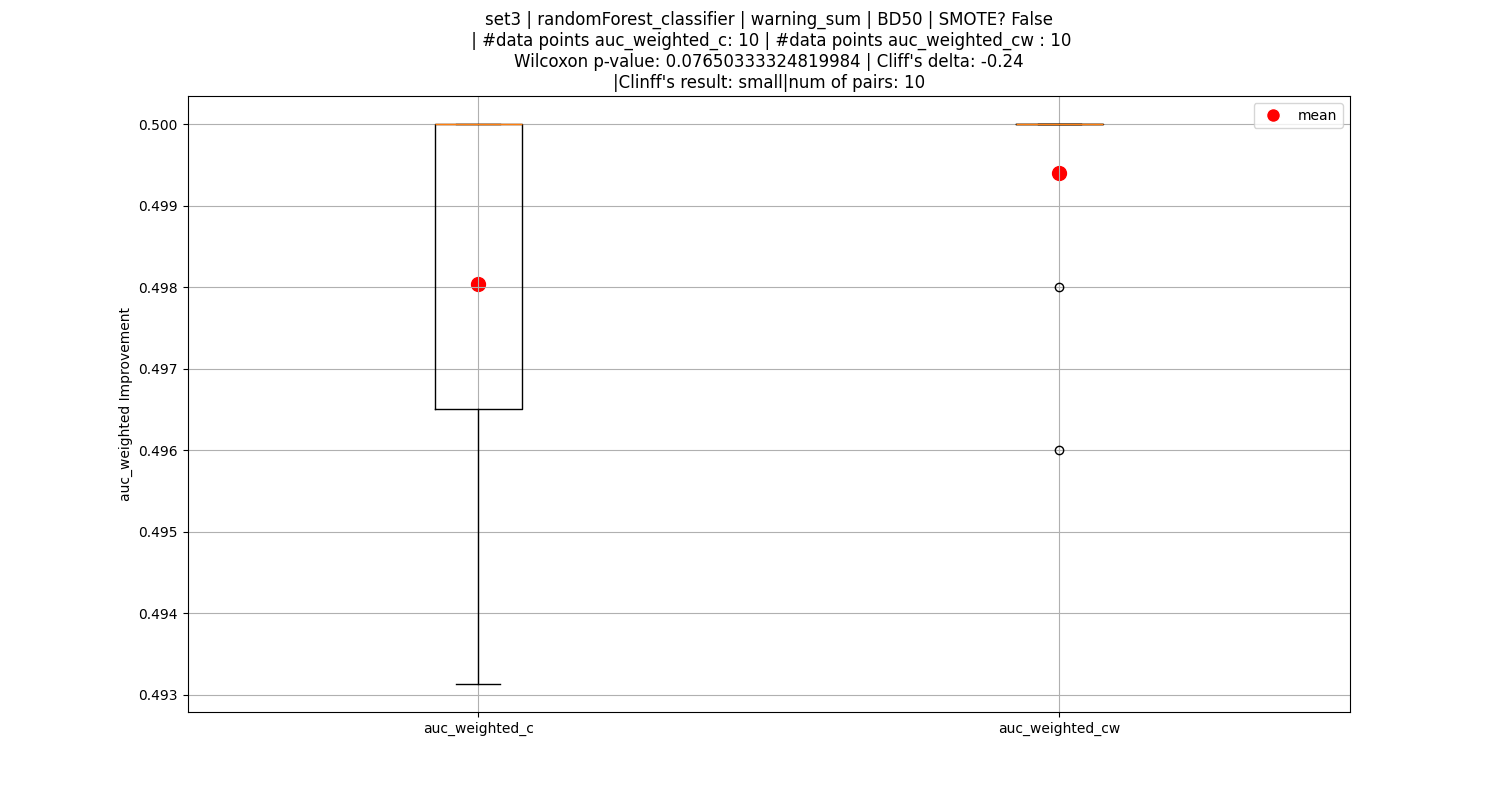 set3 | randomForest_classifier | warning_sum | BD50 | SMOTE? False
| #data points auc_weighted_c: 10 | #data points auc_weighted_cw : 10
Wilcoxon p-value: 0.07650333324819984 | Cliff's delta: -0.24
|Clinff's result: small|num of pairs: 10
mean
0.500
0.499
0.498
0.497
0.496
0.495
0.494
0.493
auc_weighted Improvement
auc_weighted_c
auc_weighted_cw